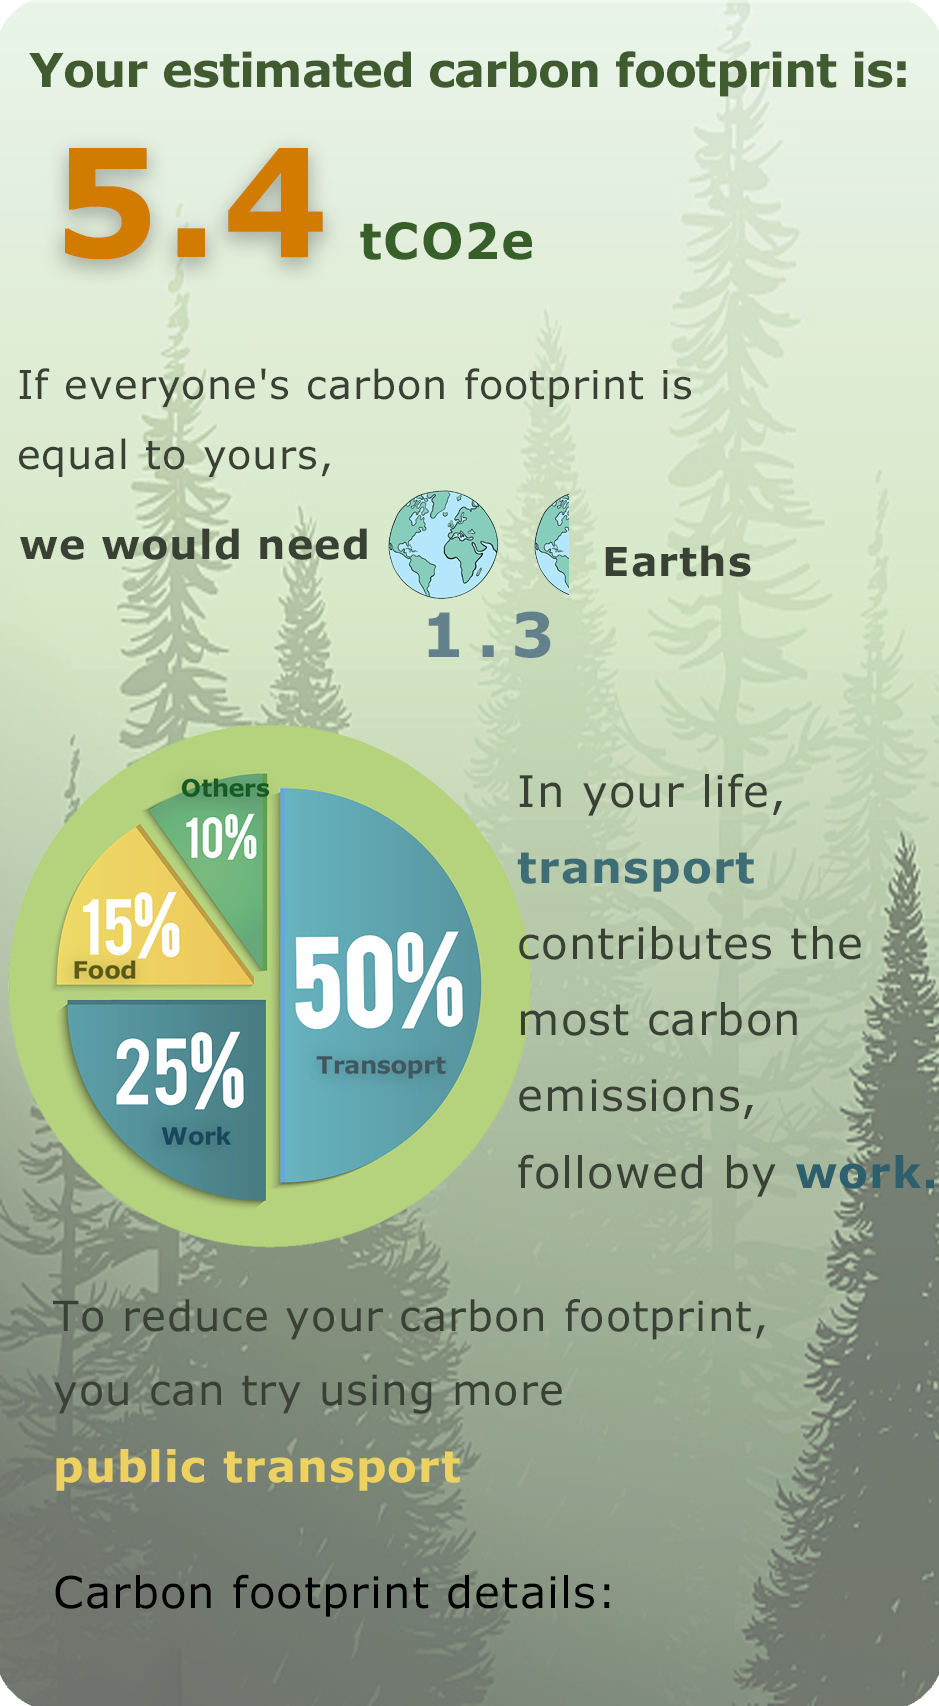 Your estimated carbon footprint is:
5.4 tCO2e
If everyone's carbon footprint is
equal to yours,
we would need Earths
1.3
Others
10%
15%
Food
50%
Transoprt
25%
Work
In your life,
transport
contributes the
most carbon
emissions,
followed by work.
To reduce your carbon footprint,
you can try using more
public transport
Carbon footprint details: